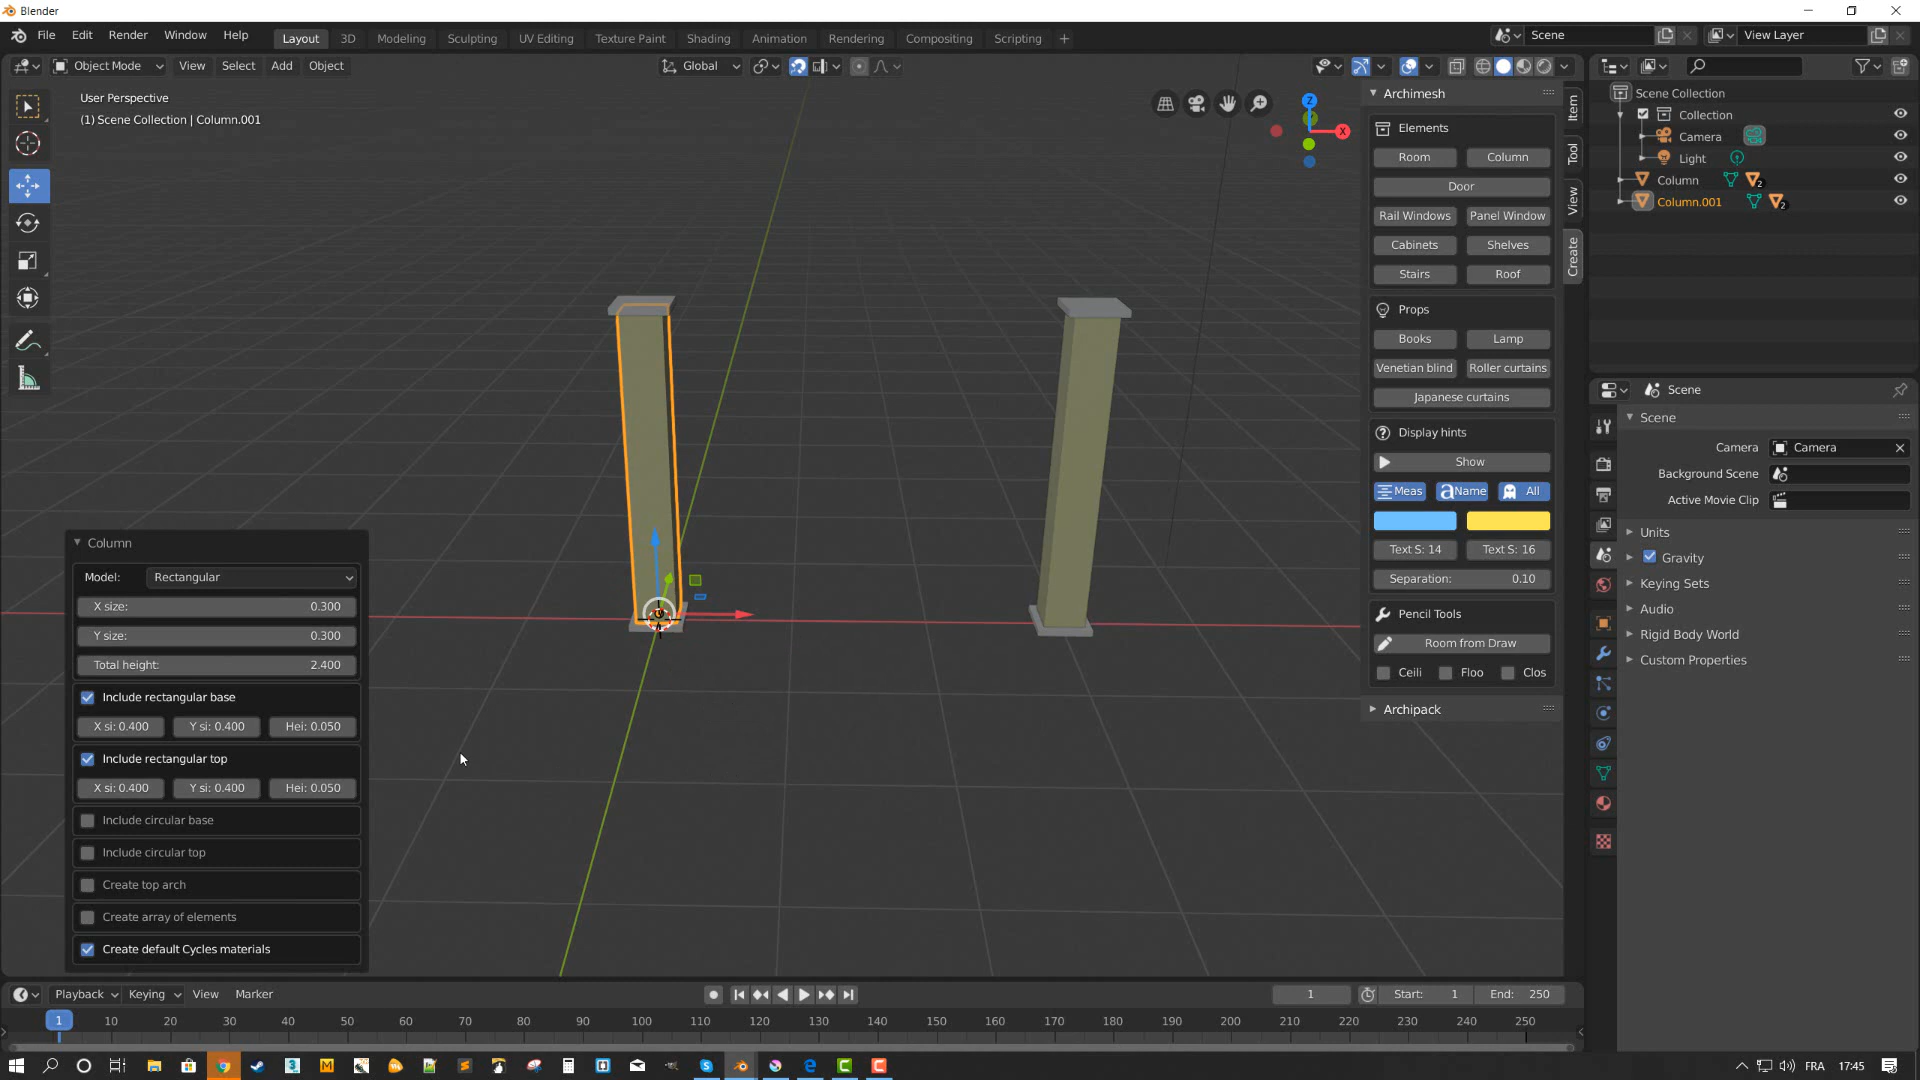 Blender
File Edit Render Window Help Layout 3D Modeling Sculpting UV Editing Texture Paint Shading Animation Rendering Compositing Scripting + Scene View Layer
Object Mode View Select Add Object Global
User Perspective
(1) Scene Collection | Column.001
Z
X
Archimesh
Elements
Room Column
Door
Rail Windows Panel Window
Cabinets Shelves
Stairs Roof
Props
Books Lamp
Venetian blind Roller curtains
Japanese curtains
Display hints
Show
Meas Name All
Text S: 14 Text S: 16
Separation: 0.10
Pencil Tools
Room from Draw
Ceili Floo Clos
Archipack
Item
Tool
View
Create
Scene Collection
Collection
Camera
Light
Column 2
Column.001 2
Scene
Scene
Camera Camera
Background Scene
Active Movie Clip
Units
Gravity
Keying Sets
Audio
Rigid Body World
Custom Properties
Column
Model: Rectangular
X size: 0.300
Y size: 0.300
Total height: 2.400
Include rectangular base
X si: 0.400 Y si: 0.400 Hei: 0.050
Include rectangular top
X si: 0.400 Y si: 0.400 Hei: 0.050
Include circular base
Include circular top
Create top arch
Create array of elements
Create default Cycles materials
Playback Keying View Marker 1 Start: 1 End: 250
1 10 20 30 40 50 60 70 80 90 100 110 120 130 140 150 160 170 180 190 200 210 220 230 240 250
FRA 17:45